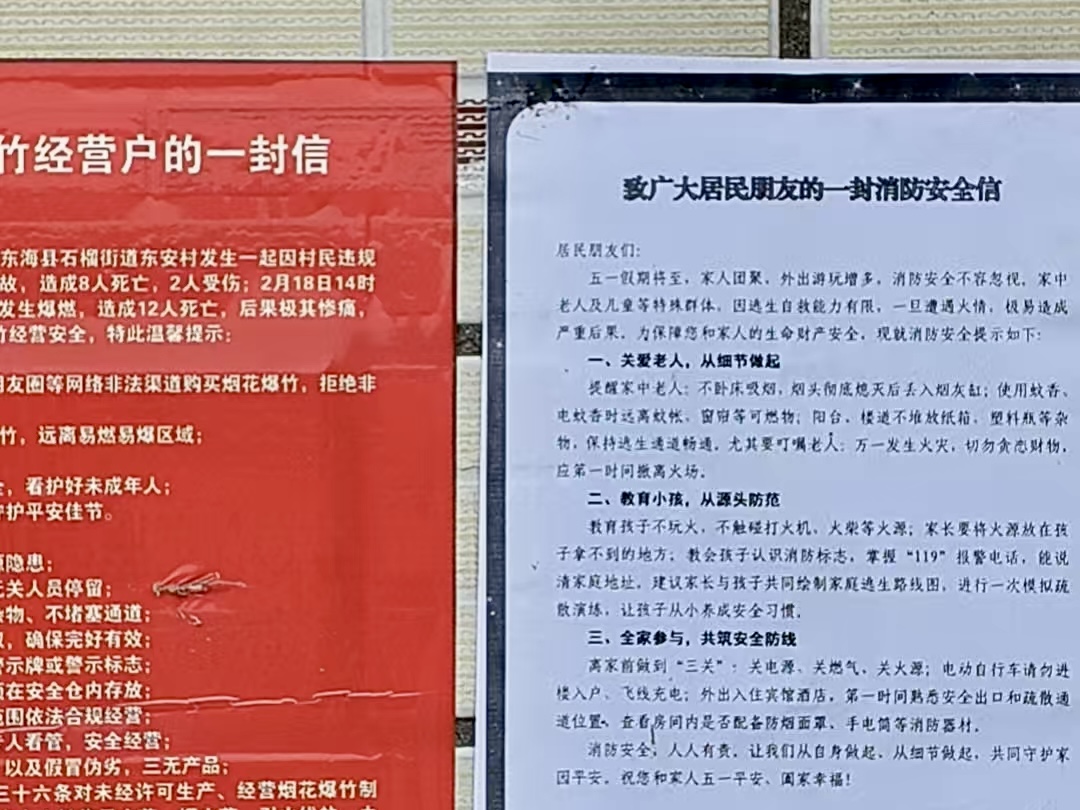 竹经营户的一封信
东海县石榴街道东安村发生一起因村民违规
故，造成8人死亡，2人受伤；2月18日14时
发生爆燃，造成12人死亡，后果极其惨痛，
竹经营安全，特此温馨提示：
朋友圈等网络非法渠道购买烟花爆竹，拒绝非
竹，远离易燃易爆区域；
，看护好未成年人；
守护平安佳节。
隐患；
无关人员停留；
杂物、不堵塞通道；
，确保完好有效；
警示牌或警示标志；
须在安全仓内存放；
范围依法合规经营；
专人看管，安全经营；
以及假冒伪劣，三无产品；
三十六条对未经许可生产、经营烟花爆竹制
致广大居民朋友的一封消防安全信
居民朋友们：
五一假期将至，家人团聚、外出游玩增多，消防安全不容忽视。家中
老人及儿童等特殊群体，因逃生自救能力有限，一旦遭遇火情，极易造成
严重后果。为保障您和家人的生命财产安全，现就消防安全提示如下：
一、关爱老人，从细节做起
提醒家中老人：不卧床吸烟，烟头彻底熄灭后丢入烟灰缸；使用蚊香、
电蚊香时远离蚊帐、窗帘等可燃物；阳台、楼道不堆放纸箱、塑料瓶等杂
物，保持逃生通道畅通。尤其要叮嘱老人：万一发生火灾，切勿贪恋财物，
应第一时间撤离火场。
二、教育小孩，从源头防范
教育孩子不玩火，不触碰打火机、火柴等火源；家长要将火源放在孩
子拿不到的地方；教会孩子认识消防标志，掌握“119”报警电话，能说
清家庭地址。建议家长与孩子共同绘制家庭逃生路线图，进行一次模拟疏
散演练，让孩子从小养成安全习惯。
三、全家参与，共筑安全防线
离家前做到“三关”：关电源、关燃气、关火源；电动自行车请勿进
楼入户、飞线充电；外出入住宾馆酒店，第一时间熟悉安全出口和疏散通
道位置，查看房间内是否配备防烟面罩、手电筒等消防器材。
消防安全，人人有责。让我们从自身做起、从细节做起，共同守护家
园平安。祝您和家人五一平安、阖家幸福！